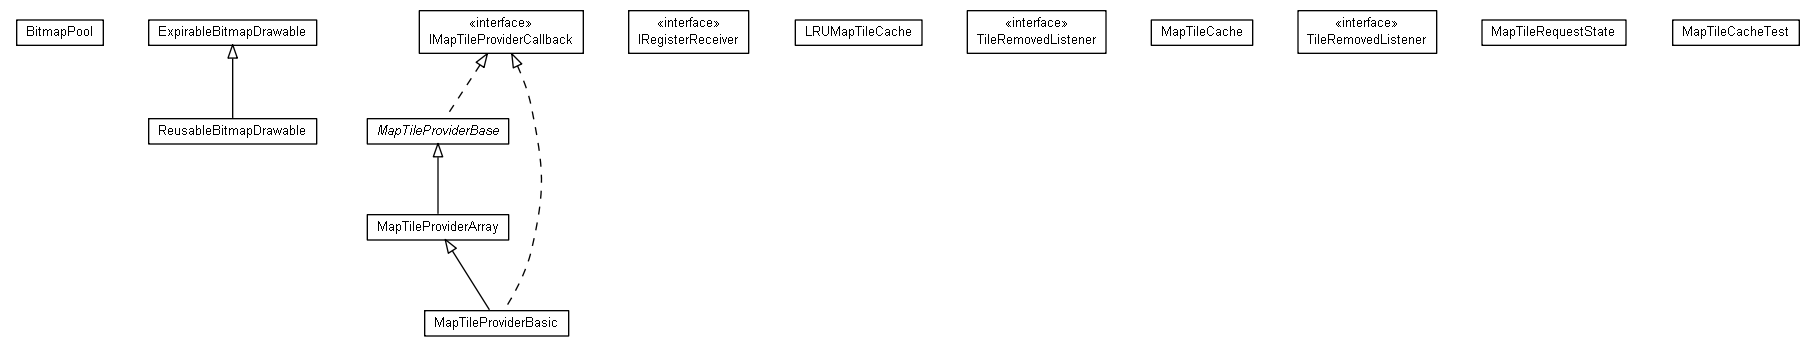 BitmapPool
ExpirableBitmapDrawable
«interface»
IMapTileProviderCallback
«interface»
IRegisterReceiver
LRUMapTileCache
«interface»
TileRemovedListener
MapTileCache
«interface»
TileRemovedListener
MapTileRequestState
MapTileCacheTest
ReusableBitmapDrawable
MapTileProviderBase
MapTileProviderArray
MapTileProviderBasic